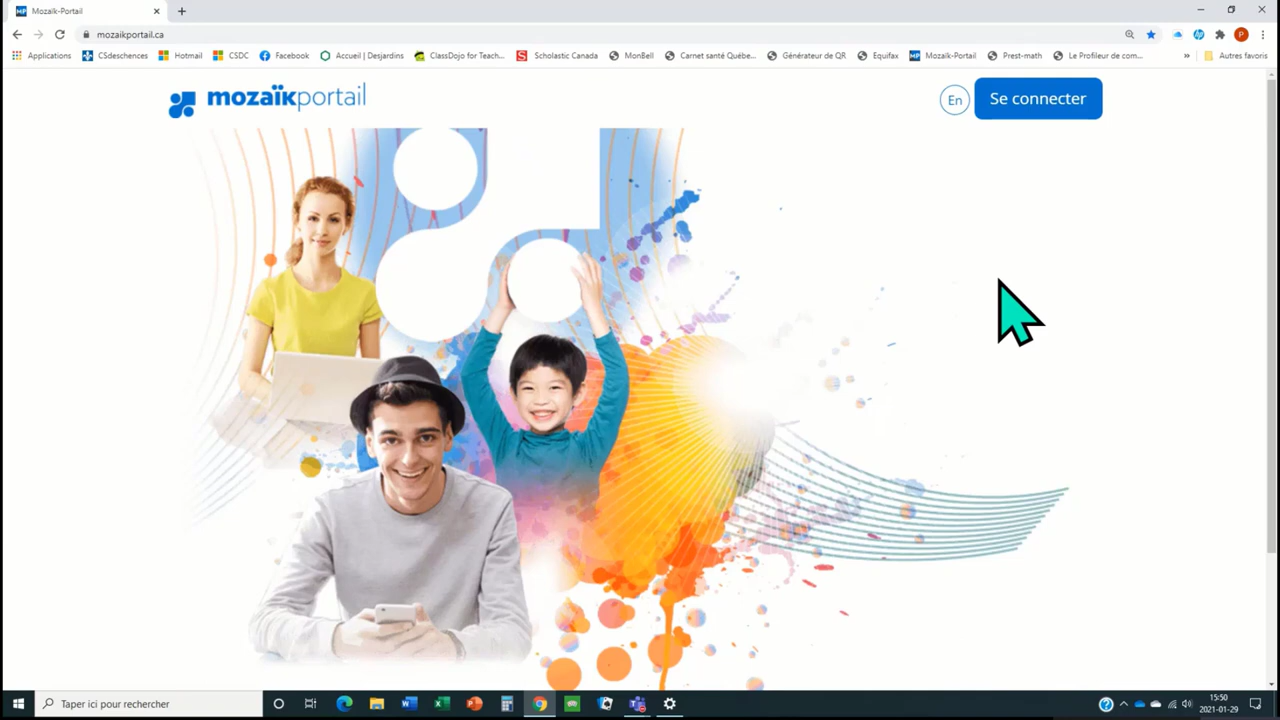 Mozaïk-Portail
mozaikportail.ca
Applications CSdeschences Hotmail CSDC Facebook Accueil | Desjardins ClassDojo for Teach... Scholastic Canada MonBell Carnet santé Québe... Générateur de QR Equifax Mozaïk-Portail Prest-math Le Profileur de com... » Autres favoris
mozaïkportail
En
Se connecter
Taper ici pour rechercher
15:50
2021-01-29